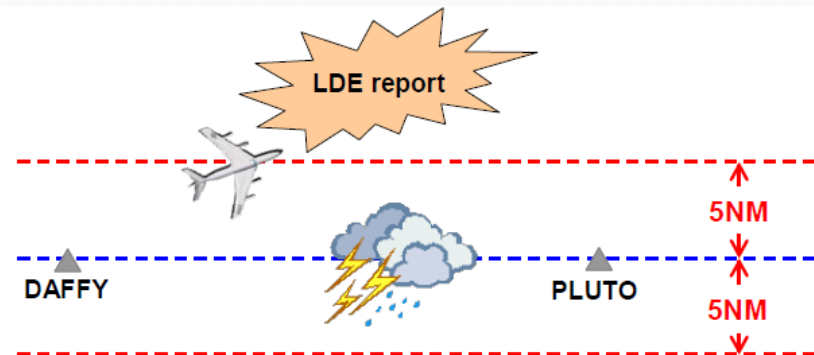 LDE report
5NM
DAFFY
PLUTO
5NM